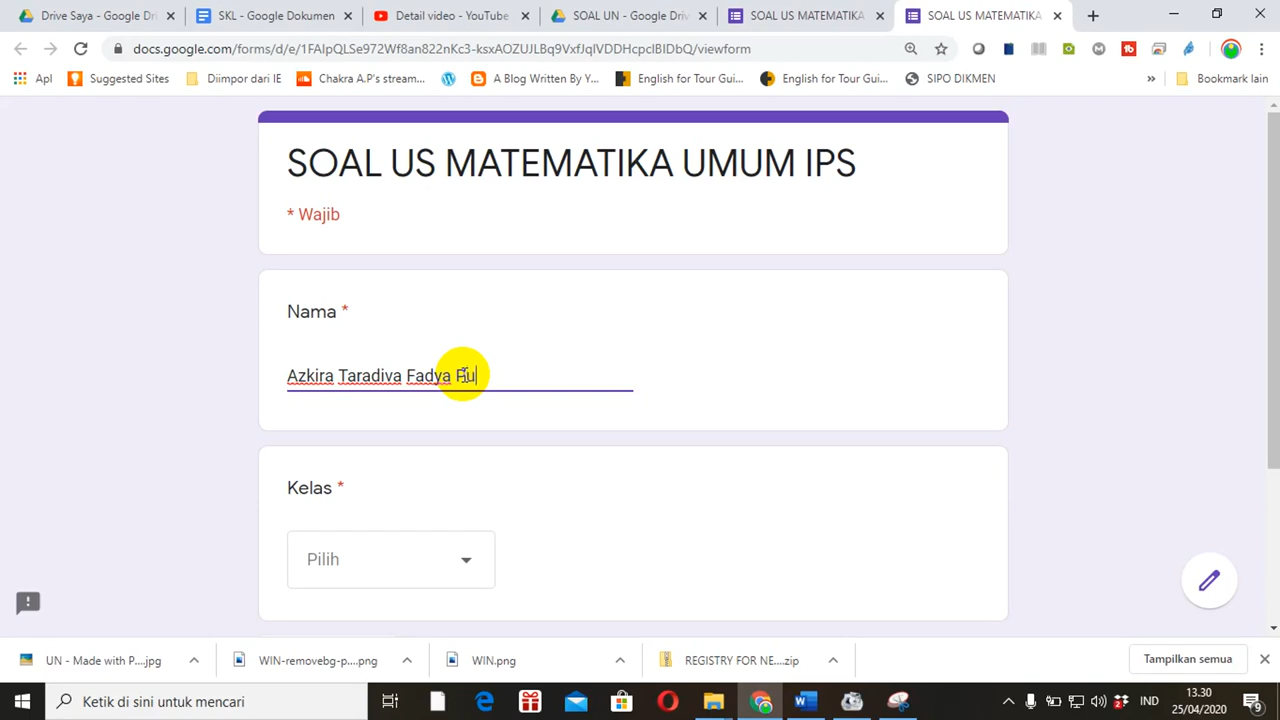 Drive Saya - Google Dri
SKL - Google Dokumen
Detail video - YouTube
SOAL UN - Google Drive
SOAL US MATEMATIKA
SOAL US MATEMATIKA
docs.google.com/forms/d/e/1FAIpQLSe972Wf8an822nKc3-ksxAOZUJLBq9VxfJqlVDDHcpclBIDbQ/viewform
Apl
Suggested Sites
Diimpor dari IE
Chakra A.P's stream...
A Blog Written By Y...
English for Tour Gui...
English for Tour Gui...
SIPO DIKMEN
»
Bookmark lain
SOAL US MATEMATIKA UMUM IPS
* Wajib
Nama *
Azkira Taradiva Fadya
Kelas *
Pilih
UN - Made with P....jpg
WIN-removebg-p....png
WIN.png
REGISTRY FOR NE....zip
Tampilkan semua
Ketik di sini untuk mencari
IND
13.30
25/04/2020
9